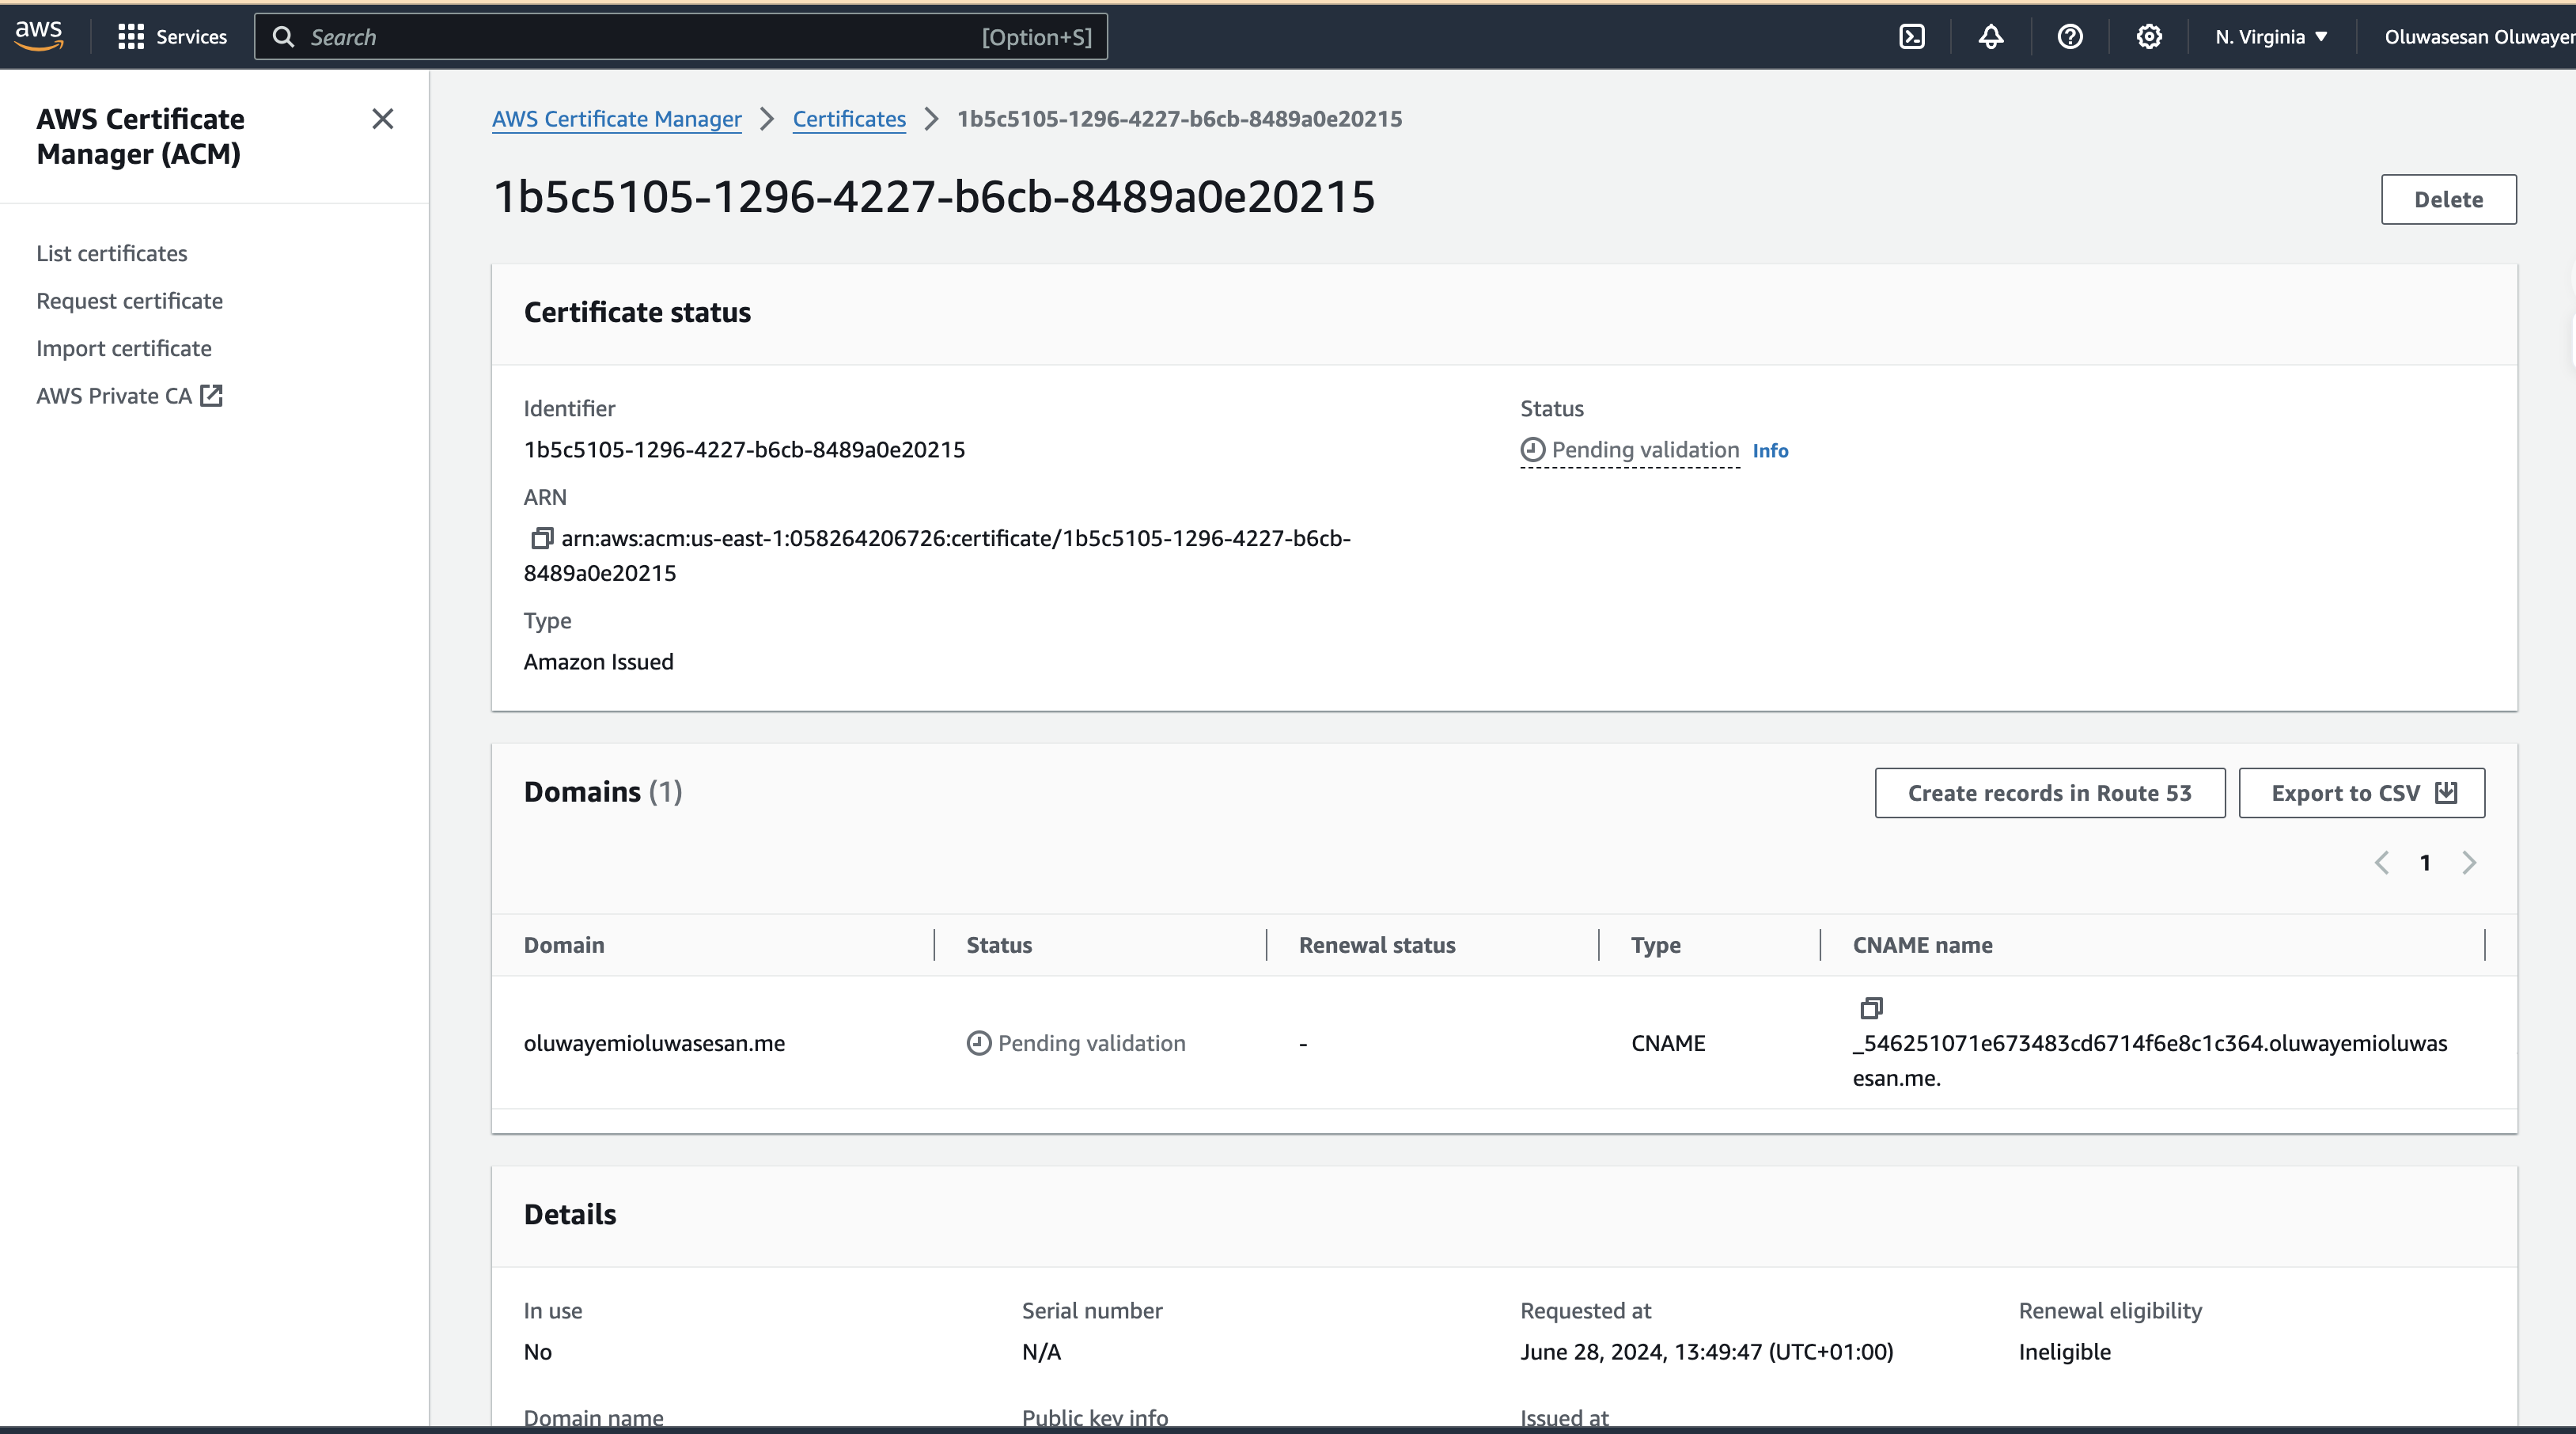 aws
Services
Search
[Option+S]
N. Virginia
Oluwasesan Oluwayer
AWS Certificate
Manager (ACM)
List certificates
Request certificate
Import certificate
AWS Private CA
AWS Certificate Manager
Certificates
1b5c5105-1296-4227-b6cb-8489a0e20215
1b5c5105-1296-4227-b6cb-8489a0e20215
Delete
Certificate status
Identifier
1b5c5105-1296-4227-b6cb-8489a0e20215
ARN
arn:aws:acm:us-east-1:058264206726:certificate/1b5c5105-1296-4227-b6cb-
8489a0e20215
Type
Amazon Issued
Status
Pending validation Info
Domains (1)
Create records in Route 53
Export to CSV
1
Domain
Status
Renewal status
Type
CNAME name
oluwayemioluwasesan.me
Pending validation
-
CNAME
_546251071e673483cd6714f6e8c1c364.oluwayemioluwas
esan.me.
Details
In use
No
Serial number
N/A
Requested at
June 28, 2024, 13:49:47 (UTC+01:00)
Renewal eligibility
Ineligible
Domain name
Public key info
Issued at